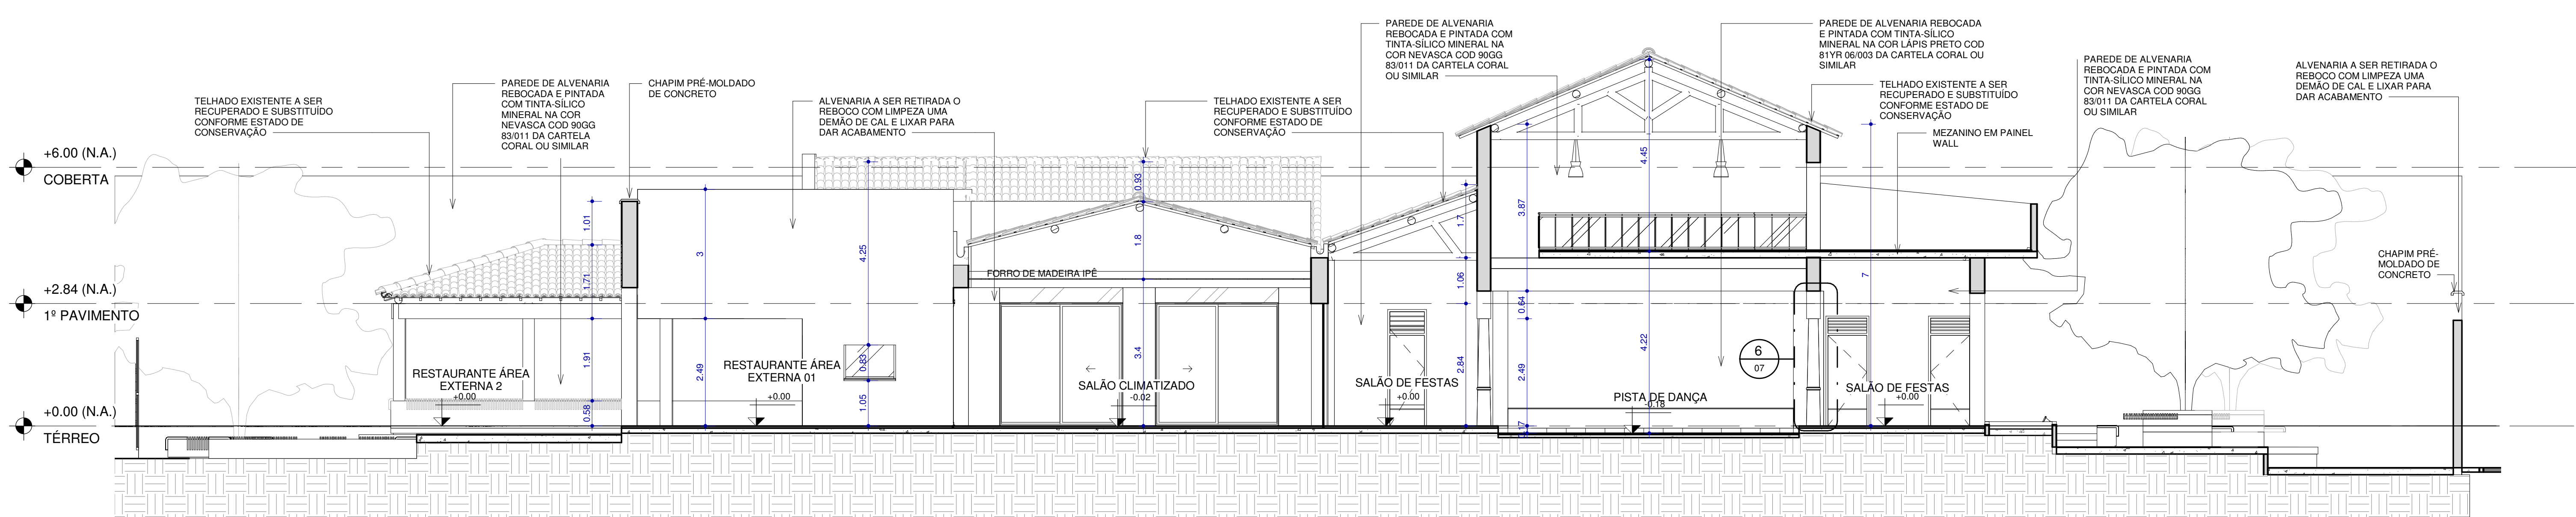 PAREDE DE ALVENARIA
REBOCADA E PINTADA COM
TINTA-SÍLICO MINERAL NA
COR NEVASCA COD 90GG
83/011 DA CARTELA CORAL
OU SIMILAR
PAREDE DE ALVENARIA REBOCADA
E PINTADA COM TINTA-SÍLICO
MINERAL NA COR LÁPIS PRETO COD
81YR 06/003 DA CARTELA CORAL OU
SIMILAR
PAREDE DE ALVENARIA
REBOCADA E PINTADA COM
TINTA-SÍLICO MINERAL NA
COR NEVASCA COD 90GG
83/011 DA CARTELA CORAL
OU SIMILAR
ALVENARIA A SER RETIRADA O
REBOCO COM LIMPEZA UMA
DEMÃO DE CAL E LIXAR PARA
DAR ACABAMENTO
TELHADO EXISTENTE A SER
RECUPERADO E SUBSTITUÍDO
CONFORME ESTADO DE
CONSERVAÇÃO
PAREDE DE ALVENARIA
REBOCADA E PINTADA
COM TINTA-SÍLICO
MINERAL NA COR
NEVASCA COD 90GG
83/011 DA CARTELA
CORAL OU SIMILAR
CHAPIM PRÉ-MOLDADO
DE CONCRETO
ALVENARIA A SER RETIRADA O
REBOCO COM LIMPEZA UMA
DEMÃO DE CAL E LIXAR PARA
DAR ACABAMENTO
TELHADO EXISTENTE A SER
RECUPERADO E SUBSTITUÍDO
CONFORME ESTADO DE
CONSERVAÇÃO
TELHADO EXISTENTE A SER
RECUPERADO E SUBSTITUÍDO
CONFORME ESTADO DE
CONSERVAÇÃO
MEZANINO EM PAINEL
WALL
+6.00 (N.A.)
COBERTA
+2.84 (N.A.)
1º PAVIMENTO
+0.00 (N.A.)
TÉRREO
1.01
1.71
1.91
0.58
3
2.49
4.25
0.83
1.05
0.93
1.8
3.4
1.7
1.06
2.84
3.87
0.64
2.49
.17
4.45
4.22
7
FORRO DE MADEIRA IPÊ
CHAPIM PRÉ-
MOLDADO DE
CONCRETO
RESTAURANTE ÁREA
EXTERNA 2
+0.00
RESTAURANTE ÁREA
EXTERNA 01
+0.00
SALÃO CLIMATIZADO
-0.02
SALÃO DE FESTAS
+0.00
PISTA DE DANÇA
-0.18
6
07
SALÃO DE FESTAS
+0.00